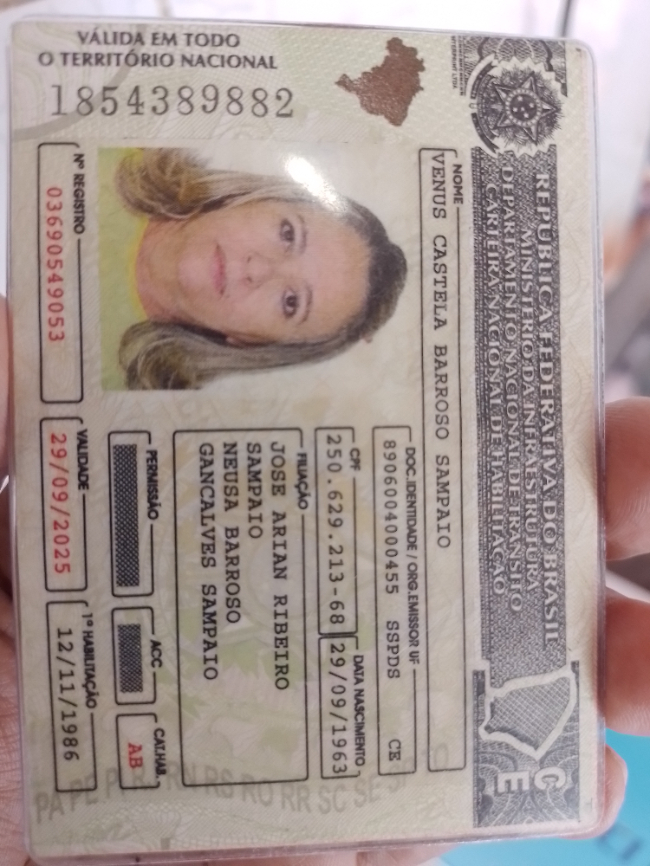 REPÚBLICA FEDERATIVA DO BRASIL
MINISTÉRIO DA INFRAESTRUTURA
DEPARTAMENTO NACIONAL DE TRÂNSITO
CARTEIRA NACIONAL DE HABILITAÇÃO
CE
NOME
VENUS CASTELA BARROSO SAMPAIO
DOC. IDENTIDADE / ORG. EMISSOR UF
8906004000455 SSPDS CE
CPF
250.629.213-68
DATA NASCIMENTO
29/09/1963
FILIAÇÃO
JOSE ARIAN RIBEIRO
SAMPAIO
NEUSA BARROSO
GANCALVES SAMPAIO
PERMISSÃO
ACC
CAT.HAB.
AB
Nº REGISTRO
03690549053
VALIDADE
29/09/2025
1ª HABILITAÇÃO
12/11/1986
VÁLIDA EM TODO
O TERRITÓRIO NACIONAL
1854389882
PA PE PR RN RS RO RR SC SE